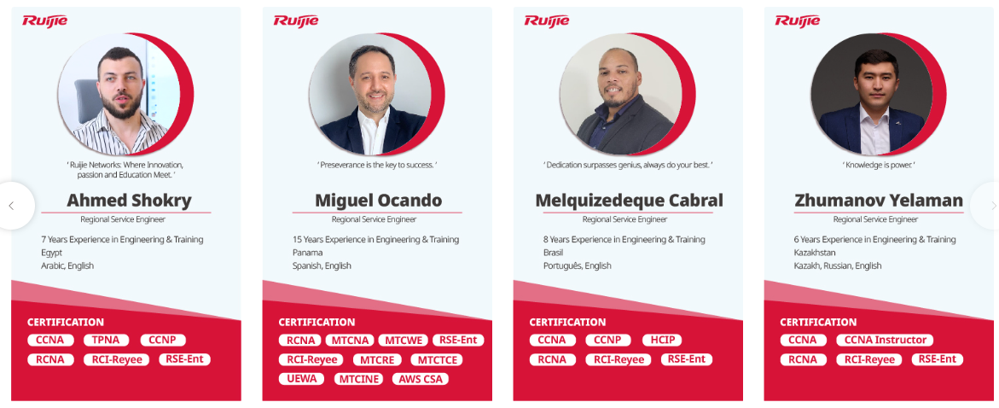 Ruijie
' Ruijie Networks: Where Innovation,
passion and Education Meet. '
Ahmed Shokry
Regional Service Engineer
7 Years Experience in Engineering & Training
Egypt
Arabic, English
CERTIFICATION
CCNA TPNA CCNP
RCNA RCI-Reyee RSE-Ent
Ruijie
' Preseverance is the key to success. '
Miguel Ocando
Regional Service Engineer
15 Years Experience in Engineering & Training
Panama
Spanish, English
CERTIFICATION
RCNA MTCNA MTCWE RSE-Ent
RCI-Reyee MTCRE MTCTCE
UEWA MTCINE AWS CSA
Ruijie
' Dedication surpasses genius, always do your best. '
Melquizedeque Cabral
Regional Service Engineer
8 Years Experience in Engineering & Training
Brasil
Português, English
CERTIFICATION
CCNA CCNP HCIP
RCNA RCI-Reyee RSE-Ent
Ruijie
' Knowledge is power. '
Zhumanov Yelaman
Regional Service Engineer
6 Years Experience in Engineering & Training
Kazakhstan
Kazakh, Russian, English
CERTIFICATION
CCNA CCNA Instructor
RCNA RCI-Reyee RSE-Ent